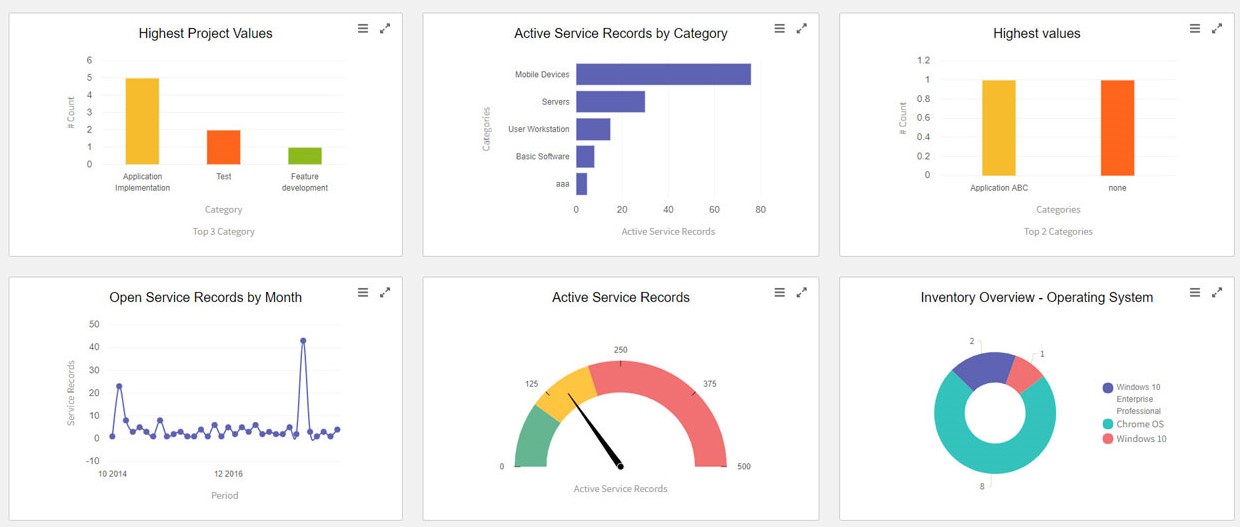 Highest Project Values
6
5
4
3
2
1
0
# Count
Application
Implementation
Test
Feature
development
Category
Top 3 Category
Active Service Records by Category
Categories
Mobile Devices
Servers
User Workstation
Basic Software
aaa
0 20 40 60 80
Active Service Records
Highest values
1.2
1
0.8
0.6
0.4
0.2
0
# Count
Application ABC
none
Categories
Top 2 Categories
Open Service Records by Month
50
40
30
20
10
0
-10
Service Records
10 2014
12 2016
Period
Active Service Records
0
125
250
375
500
Active Service Records
Inventory Overview - Operating System
2
1
8
Windows 10
Enterprise
Professional
Chrome OS
Windows 10